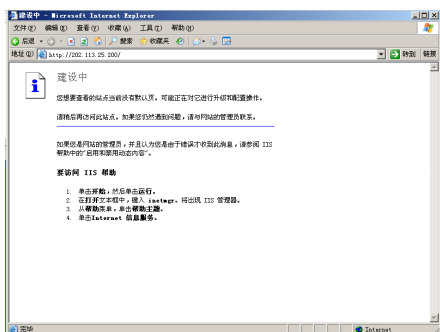 建设中 - Microsoft Internet Explorer
文件(F) 编辑(E) 查看(V) 收藏(A) 工具(T) 帮助(H)
后退 搜索 收藏夹
地址(D) http://202.113.25.200/ 转到 链接
建设中
您想要查看的站点当前没有默认页。可能正在对它进行升级和配置操作。
请稍后再访问此站点。如果您仍然遇到问题，请与网站的管理员联系。
如果您是网站的管理员，并且认为您是由于错误才收到此消息，请参阅 IIS
帮助中的"启用和禁用动态内容"。
要访问 IIS 帮助
1. 单击开始，然后单击运行。
2. 在打开文本框中，键入 inetmgr。将出现 IIS 管理器。
3. 从帮助菜单，单击帮助主题。
4. 单击Internet 信息服务。
完毕 Internet